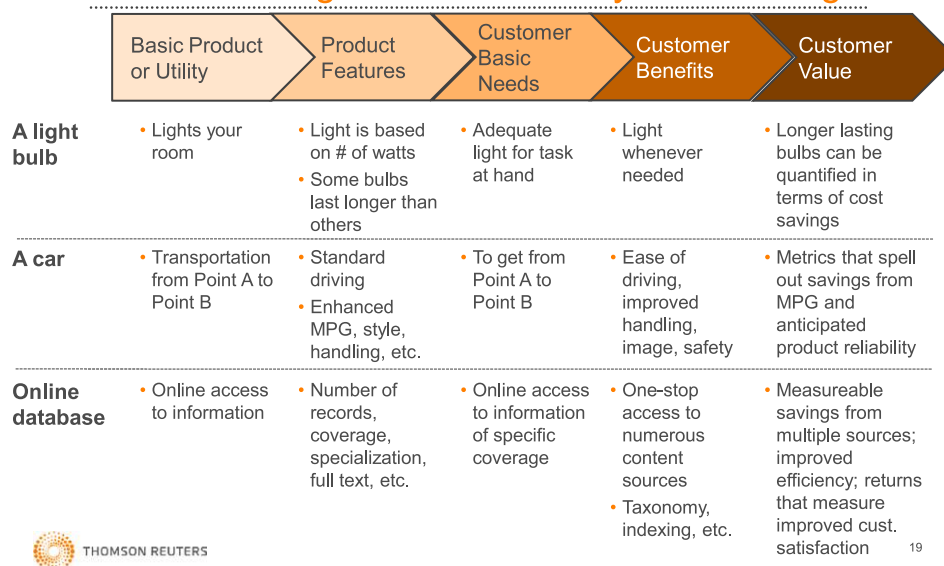 Basic Product
or Utility
Product
Features
Customer
Basic
Needs
Customer
Benefits
Customer
Value
A light
bulb
• Lights your
room
• Light is based
on # of watts
• Some bulbs
last longer than
others
• Adequate
light for task
at hand
• Light
whenever
needed
• Longer lasting
bulbs can be
quantified in
terms of cost
savings
A car
• Transportation
from Point A to
Point B
• Standard
driving
• Enhanced
MPG, style,
handling, etc.
• To get from
Point A to
Point B
• Ease of
driving,
improved
handling,
image, safety
• Metrics that spell
out savings from
MPG and
anticipated
product reliability
Online
database
• Online access
to information
• Number of
records,
coverage,
specialization,
full text, etc.
• Online access
to information
of specific
coverage
• One-stop
access to
numerous
content
sources
• Taxonomy,
indexing, etc.
• Measureable
savings from
multiple sources;
improved
efficiency; returns
that measure
improved cust.
satisfaction
THOMSON REUTERS
19